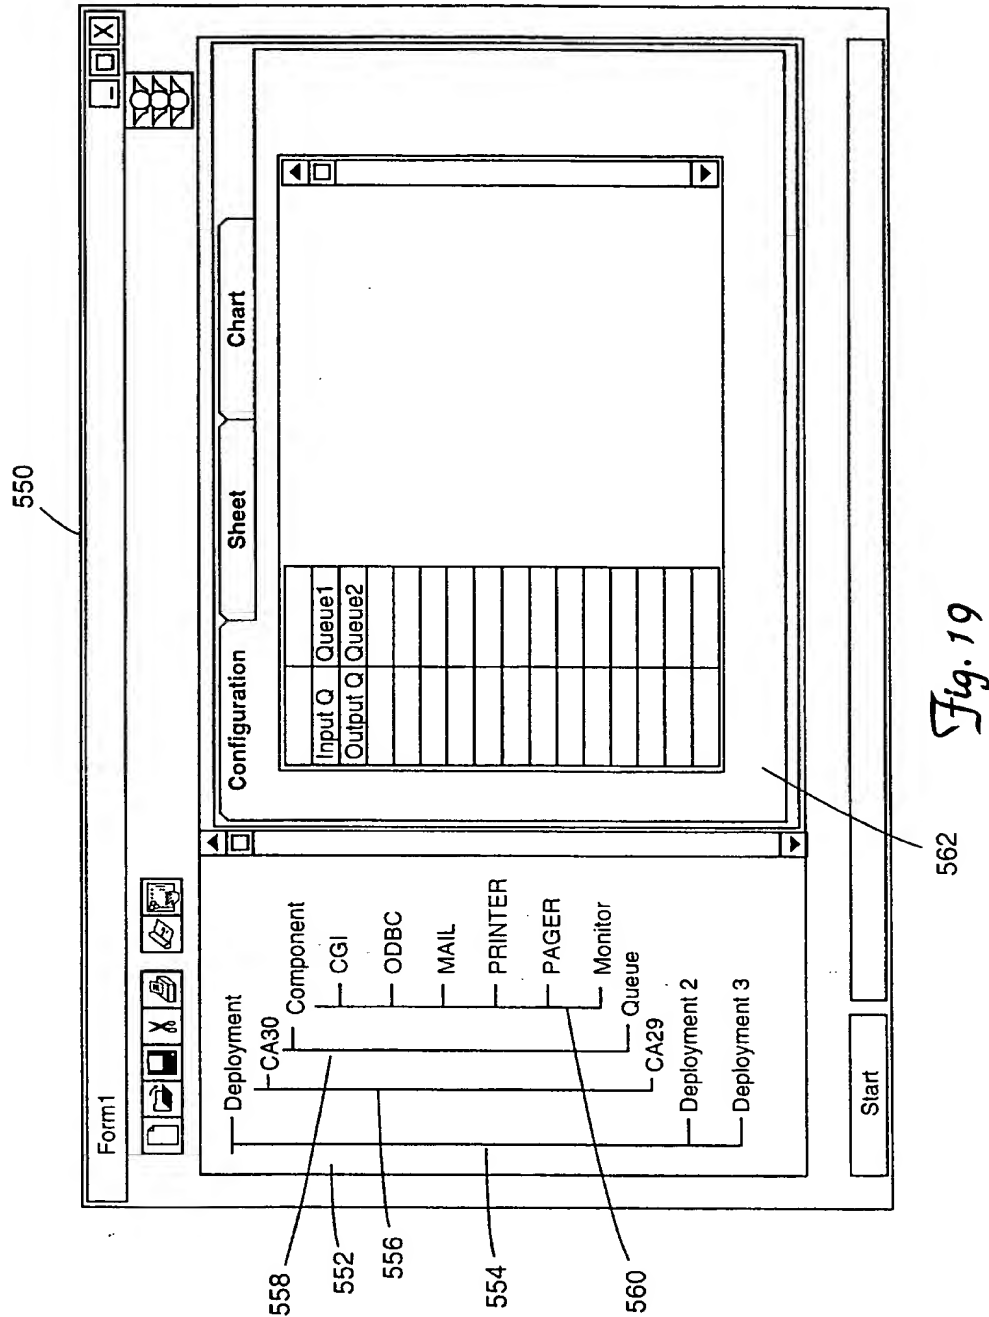 550
Form1
X
Deployment
CA30
Component
CGI
ODBC
MAIL
PRINTER
PAGER
Monitor
Queue
CA29
Deployment 2
Deployment 3
Configuration
Sheet
Chart
Input Q Queue1
Output Q Queue2
Start
558
552
556
554
560
562
Fig. 19